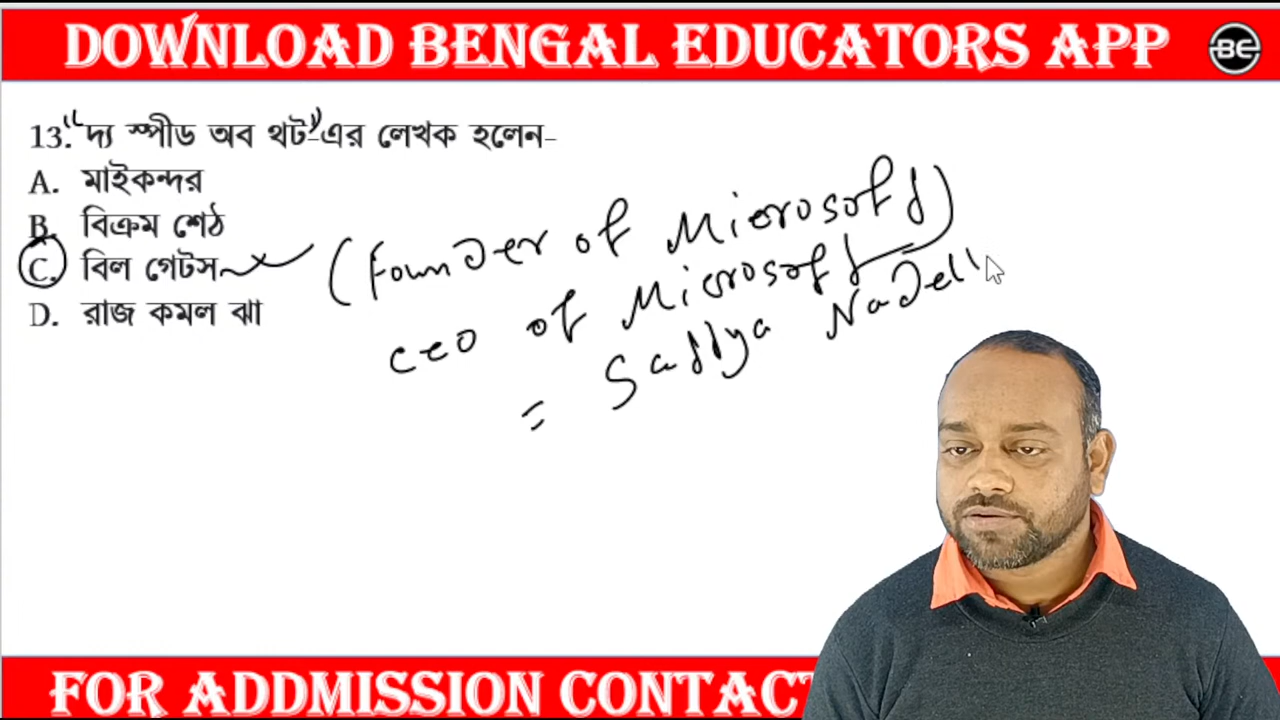 DOWNLOAD BENGAL EDUCATORS APP
BE
13. "দ্য স্পীড অব থট"-এর লেখক হলেন-
A. মাইকন্দর
B. বিক্রম শেঠ
C. বিল গেটস
(founder of Microsoft)
D. রাজ কমল ঝা
ceo of Microsoft
= Sattya Nadell
FOR ADDMISSION CONTACT